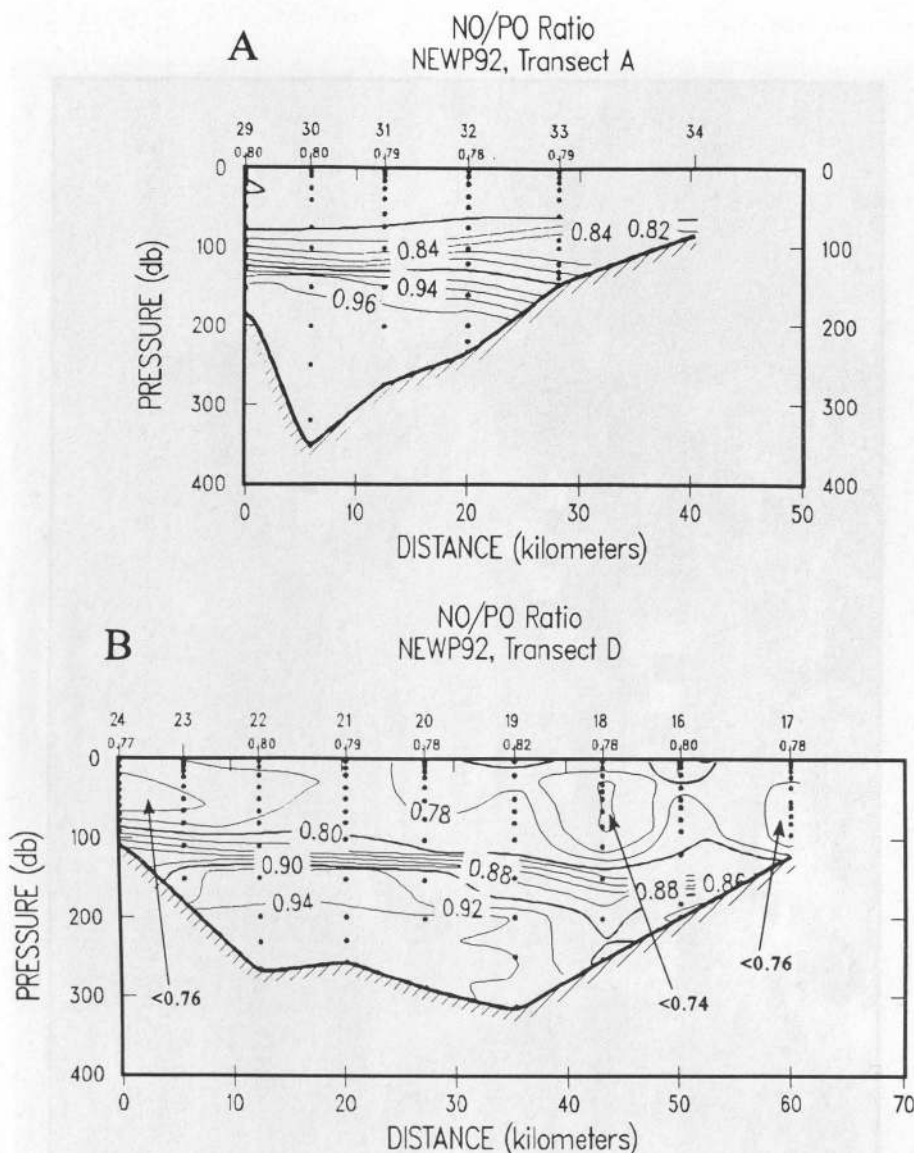 A
NO/PO Ratio
NEWP92, Transect A
29 30 31 32 33 34
0.80 0.80 0.79 0.78 0.79
0 0
100 100
200 200
300 300
400 400
PRESSURE (db)
0.84 0.84 0.82
0.94
0.96
0 10 20 30 40 50
DISTANCE (kilometers)
B
NO/PO Ratio
NEWP92, Transect D
24 23 22 21 20 19 18 16 17
0.77 0.80 0.79 0.78 0.82 0.78 0.80 0.78
0
100
200
300
400
PRESSURE (db)
0.78
0.80
0.90 0.88
0.88
0.94 0.92
<0.76 <0.74 <0.76
0 10 20 30 40 50 60 70
DISTANCE (kilometers)